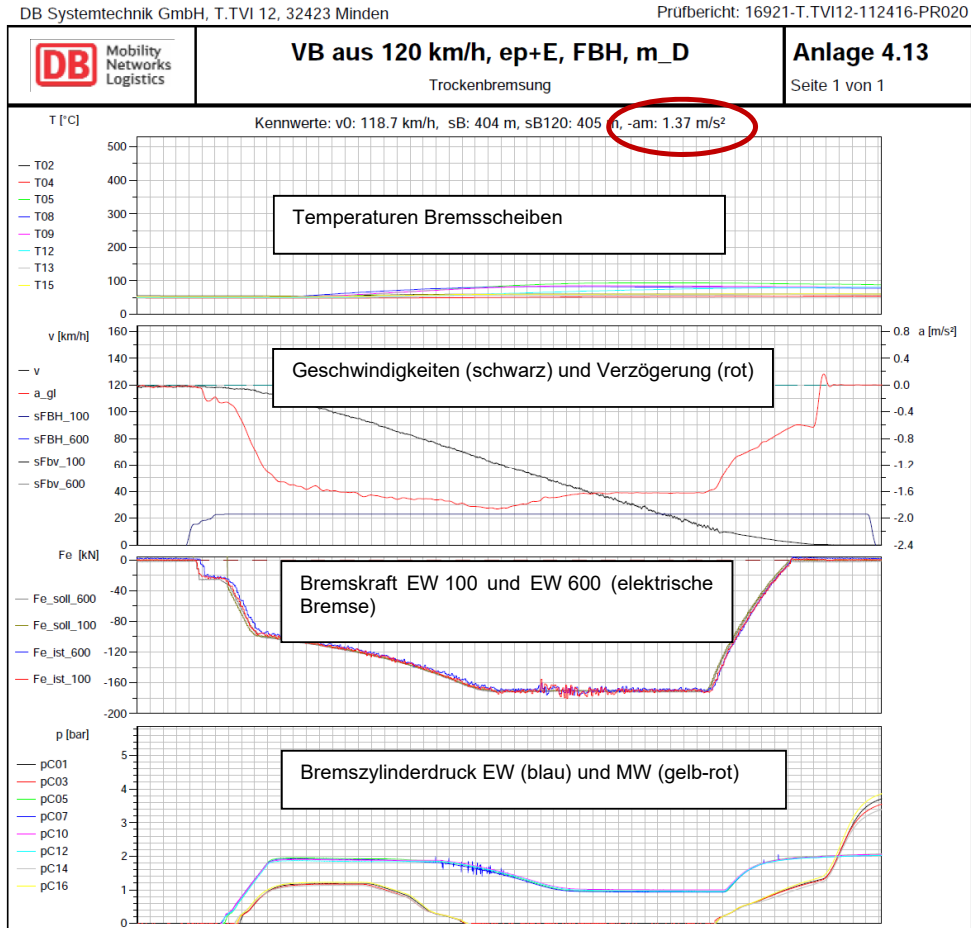 DB Systemtechnik GmbH, T.TVI 12, 32423 Minden
Prüfbericht: 16921-T.TVI12-112416-PR020
DB
Mobility
Networks
Logistics
VB aus 120 km/h, ep+E, FBH, m_D
Trockenbremsung
Anlage 4.13
Seite 1 von 1
T [°C]
Kennwerte: v0: 118.7 km/h, sB: 404 m, sB120: 405 m, -am: 1.37 m/s²
500
400
300
200
100
0
T02
T04
T05
T08
T09
T12
T13
T15
Temperaturen Bremsscheiben
v [km/h]
160
140
120
100
80
60
40
20
0
v
a_gl
sFBH_100
sFBH_600
sFbv_100
sFbv_600
Geschwindigkeiten (schwarz) und Verzögerung (rot)
a [m/s²]
0.8
0.4
0.0
-0.4
-0.8
-1.2
-1.6
-2.0
-2.4
Fe [kN]
0
-40
-80
-120
-160
-200
Fe_soll_600
Fe_soll_100
Fe_ist_600
Fe_ist_100
Bremskraft EW 100 und EW 600 (elektrische
Bremse)
p [bar]
5
4
3
2
1
0
pC01
pC03
pC05
pC07
pC10
pC12
pC14
pC16
Bremszylinderdruck EW (blau) und MW (gelb-rot)